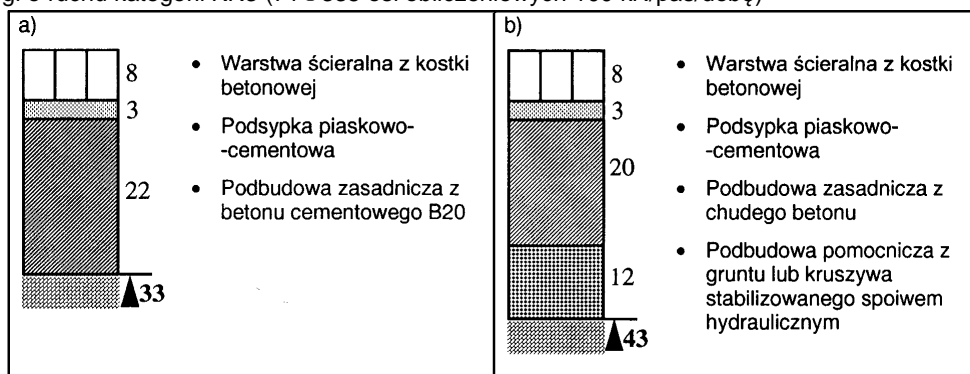 a)
8
3
22
33
• Warstwa ścieralna z kostki
betonowej
• Podsypka piaskowo-
-cementowa
• Podbudowa zasadnicza z
betonu cementowego B20
b)
8
3
20
12
43
• Warstwa ścieralna z kostki
betonowej
• Podsypka piaskowo-
-cementowa
• Podbudowa zasadnicza z
chudego betonu
• Podbudowa pomocnicza z
gruntu lub kruszywa
stabilizowanego spoiwem
hydraulicznym